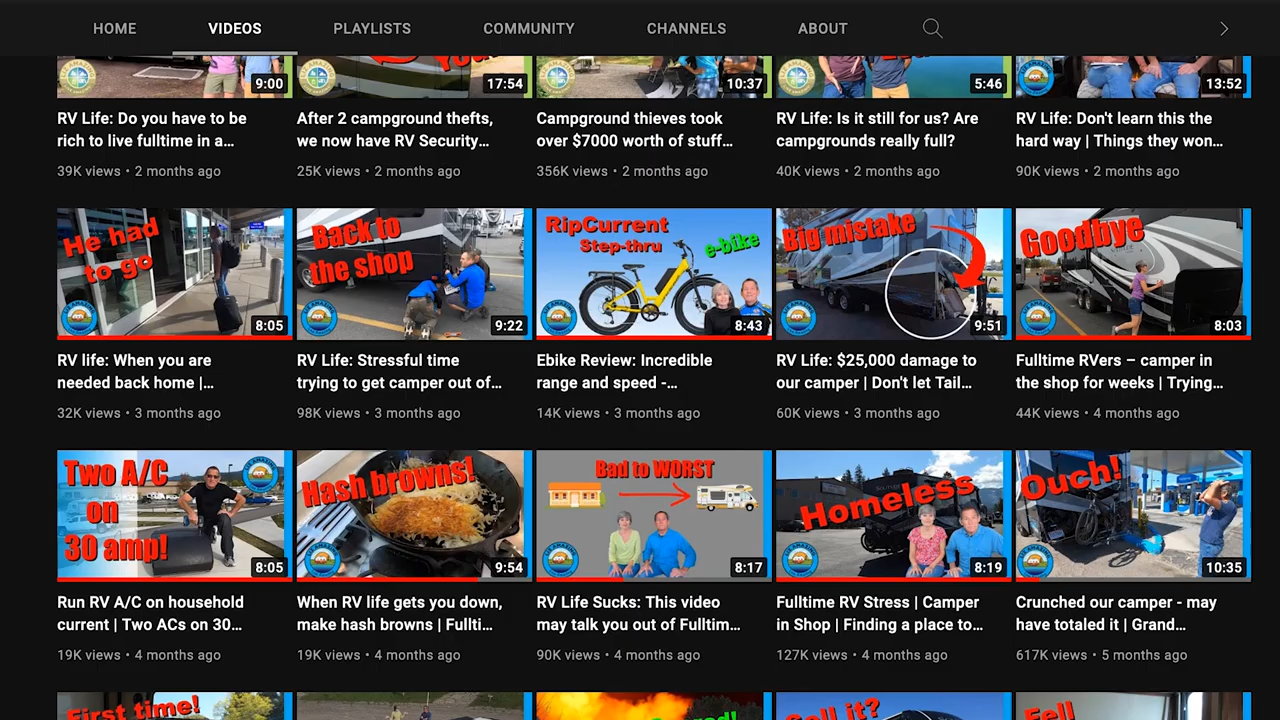 HOME VIDEOS PLAYLISTS COMMUNITY CHANNELS ABOUT
9:00
17:54
10:37
5:46
13:52
RV Life: Do you have to be
rich to live fulltime in a...
39K views • 2 months ago
After 2 campground thefts,
we now have RV Security...
25K views • 2 months ago
Campground thieves took
over $7000 worth of stuff...
356K views • 2 months ago
RV Life: Is it still for us? Are
campgrounds really full?
40K views • 2 months ago
RV Life: Don't learn this the
hard way | Things they won...
90K views • 2 months ago
He had
to go
8:05
RV life: When you are
needed back home |...
32K views • 3 months ago
Back to
the shop
9:22
RV Life: Stressful time
trying to get camper out of...
98K views • 3 months ago
RipCurrent
Step-thru
e-bike
8:43
Ebike Review: Incredible
range and speed -...
14K views • 3 months ago
Big mistake
9:51
RV Life: $25,000 damage to
our camper | Don't let Tail...
60K views • 3 months ago
Goodbye
8:03
Fulltime RVers – camper in
the shop for weeks | Trying...
44K views • 4 months ago
Two A/C
on
30 amp!
8:05
Run RV A/C on household
current | Two ACs on 30...
19K views • 4 months ago
Hash browns!
9:54
When RV life gets you down,
make hash browns | Fullti...
19K views • 4 months ago
Bad to WORST
8:17
RV Life Sucks: This video
may talk you out of Fulltim...
90K views • 4 months ago
Homeless
8:19
Fulltime RV Stress | Camper
in Shop | Finding a place to...
127K views • 4 months ago
Ouch!
10:35
Crunched our camper - may
have totaled it | Grand...
617K views • 5 months ago
First time!
Sell it?
Fell